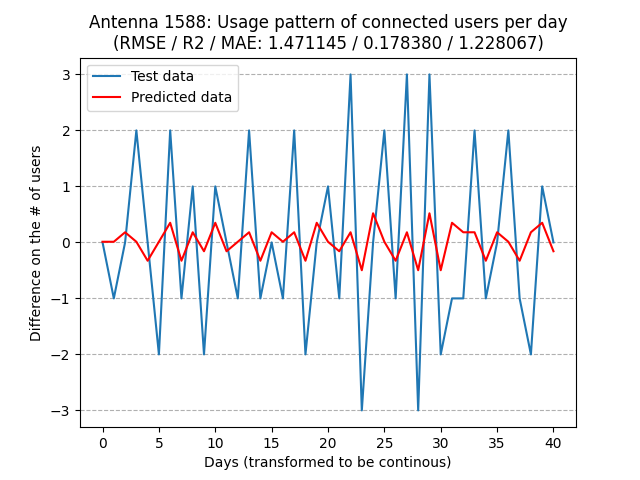 Antenna 1588: Usage pattern of connected users per day
(RMSE / R2 / MAE: 1.471145 / 0.178380 / 1.228067)
Test data
Predicted data
Difference on the # of users
3
2
1
0
−1
−2
−3
0 5 10 15 20 25 30 35 40
Days (transformed to be continous)